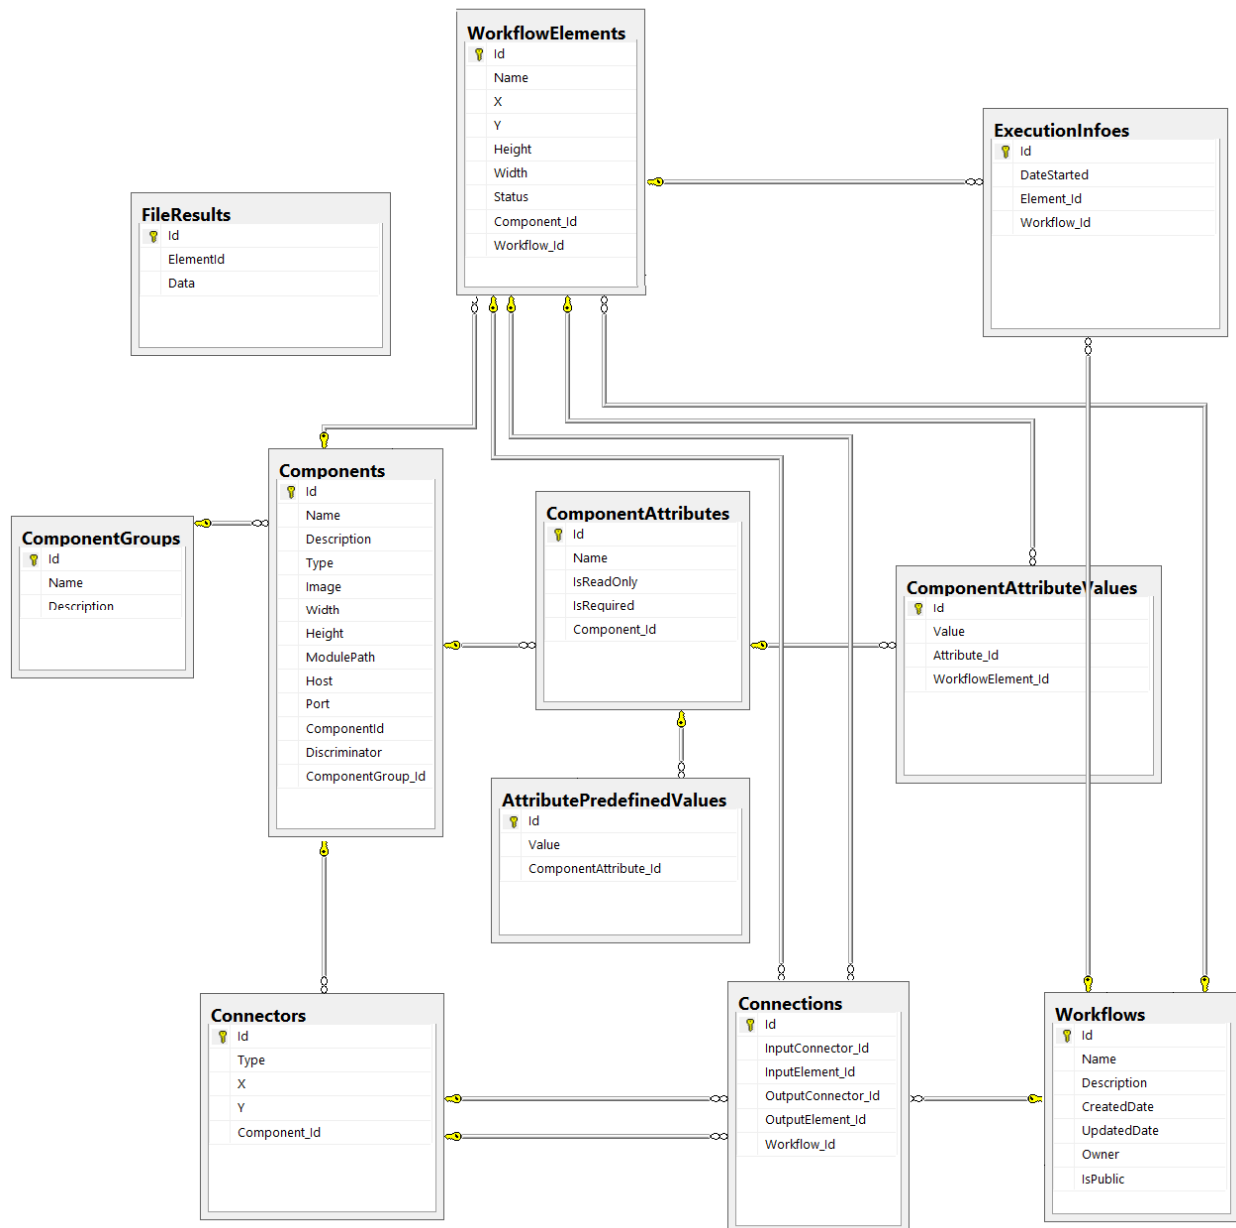 WorkflowElements
Id
Name
X
Y
Height
Width
Status
Component_Id
Workflow_Id
ExecutionInfoes
Id
DateStarted
Element_Id
Workflow_Id
FileResults
Id
ElementId
Data
Components
Id
Name
Description
Type
Image
Width
Height
ModulePath
Host
Port
ComponentId
Discriminator
ComponentGroup_Id
ComponentGroups
Id
Name
Description
ComponentAttributes
Id
Name
IsReadOnly
IsRequired
Component_Id
ComponentAttributeValues
Id
Value
Attribute_Id
WorkflowElement_Id
AttributePredefinedValues
Id
Value
ComponentAttribute_Id
Connectors
Id
Type
X
Y
Component_Id
Connections
Id
InputConnector_Id
InputElement_Id
OutputConnector_Id
OutputElement_Id
Workflow_Id
Workflows
Id
Name
Description
CreatedDate
UpdatedDate
Owner
IsPublic